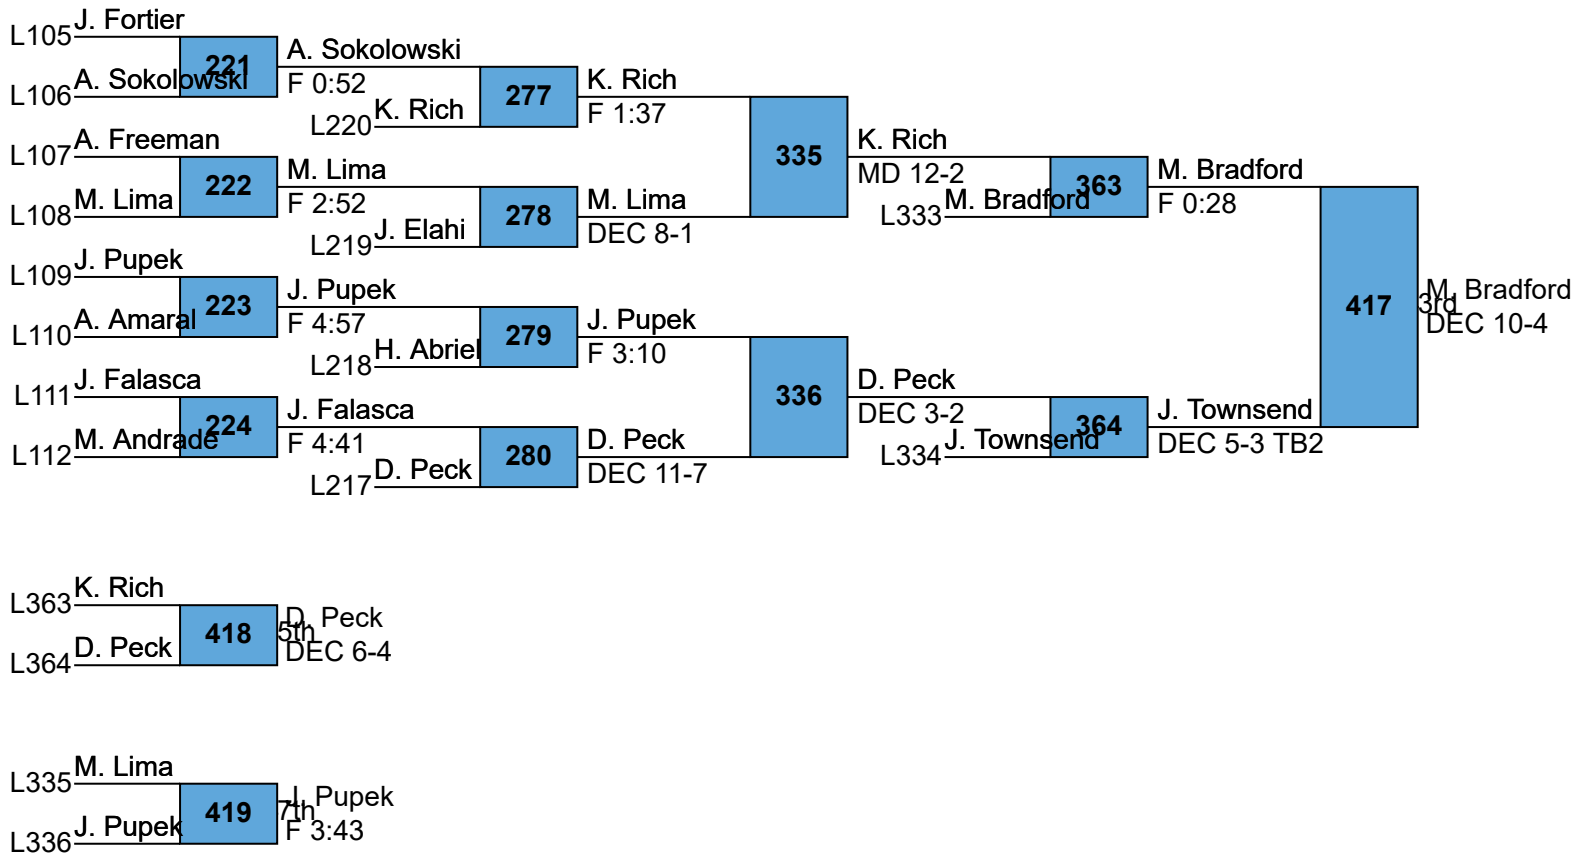 J. Fortier
L105
221
A. Sokolowski
L106
A. Sokolowski
F 0:52
277
K. Rich
L220
K. Rich
F 1:37
A. Freeman
L107
222
M. Lima
L108
M. Lima
F 2:52
278
J. Elahi
L219
M. Lima
DEC 8-1
335
K. Rich
MD 12-2
363
M. Bradford
L333
M. Bradford
F 0:28
J. Pupek
L109
223
A. Amaral
L110
J. Pupek
F 4:57
279
H. Abriel
L218
J. Pupek
F 3:10
J. Falasca
L111
224
M. Andrade
L112
J. Falasca
F 4:41
280
D. Peck
L217
D. Peck
DEC 11-7
336
D. Peck
DEC 3-2
364
J. Townsend
L334
J. Townsend
DEC 5-3 TB2
417
M. Bradford
3rd
DEC 10-4
K. Rich
L363
418
D. Peck
L364
D. Peck
5th
DEC 6-4
M. Lima
L335
419
J. Pupek
L336
J. Pupek
7th
F 3:43